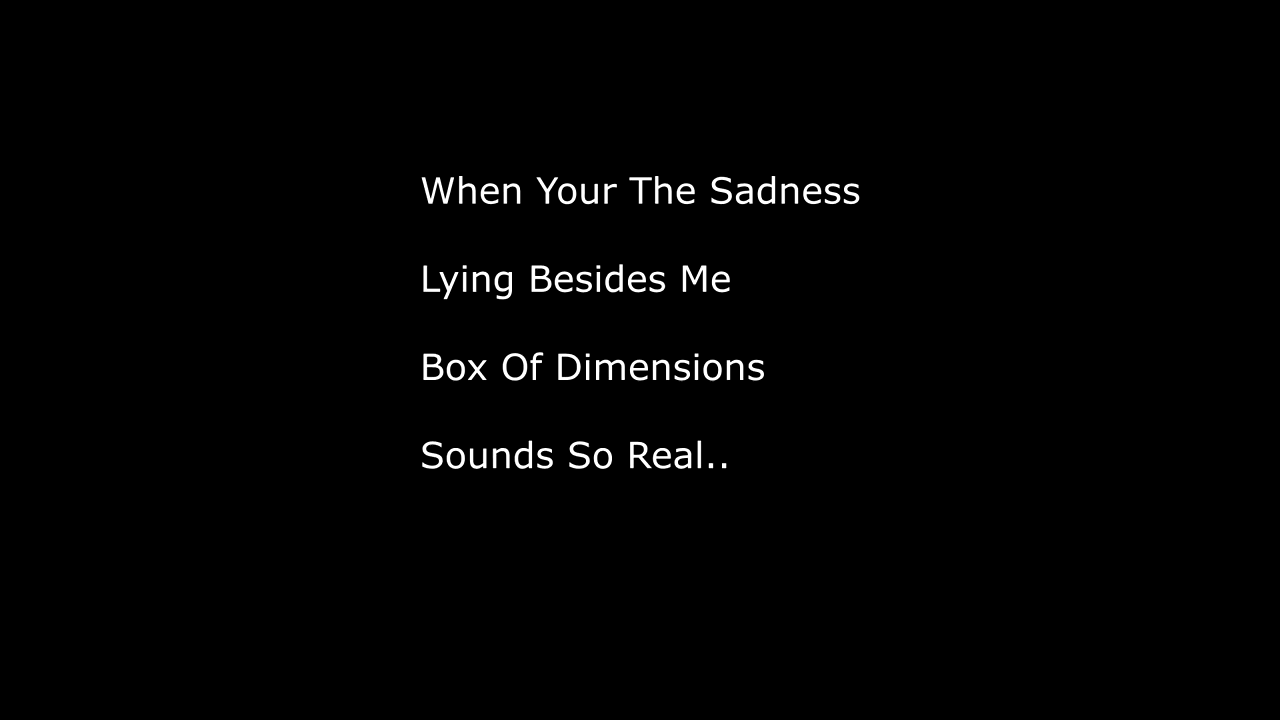 When Your The Sadness
Lying Besides Me
Box Of Dimensions
Sounds So Real..